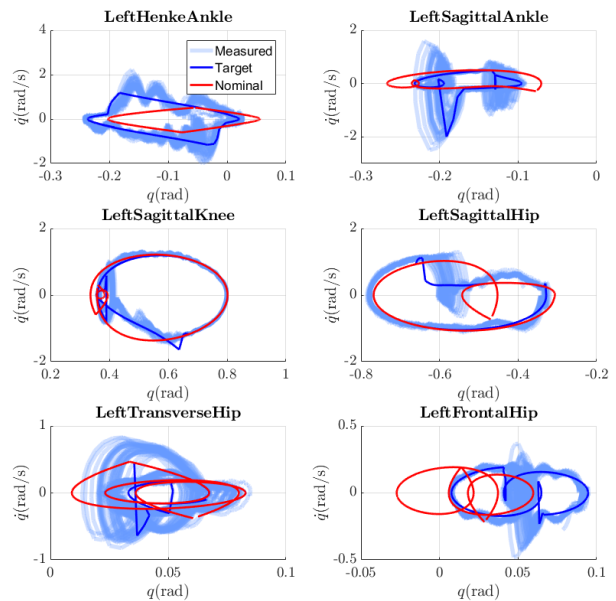 LeftHenkeAnkle
4
2
0
-2
q̇(rad/s)
-0.3 -0.2 -0.1 0 0.1
q(rad)
Measured
Target
Nominal
LeftSagittalAnkle
2
0
2
q̇(rad/s)
-0.3 -0.2 -0.1 0
q(rad)
LeftSagittalKnee
2
0
-2
q̇(rad/s)
0.2 0.4 0.6 0.8 1
q(rad)
LeftSagittalHip
2
0
-2
q̇(rad/s)
-0.8 -0.6 -0.4 -0.2
q(rad)
LeftTransverseHip
1
0
-1
q̇(rad/s)
0 0.05 0.1
q(rad)
LeftFrontalHip
0.5
0
-0.5
q̇(rad/s)
-0.05 0 0.05 0.1
q(rad)